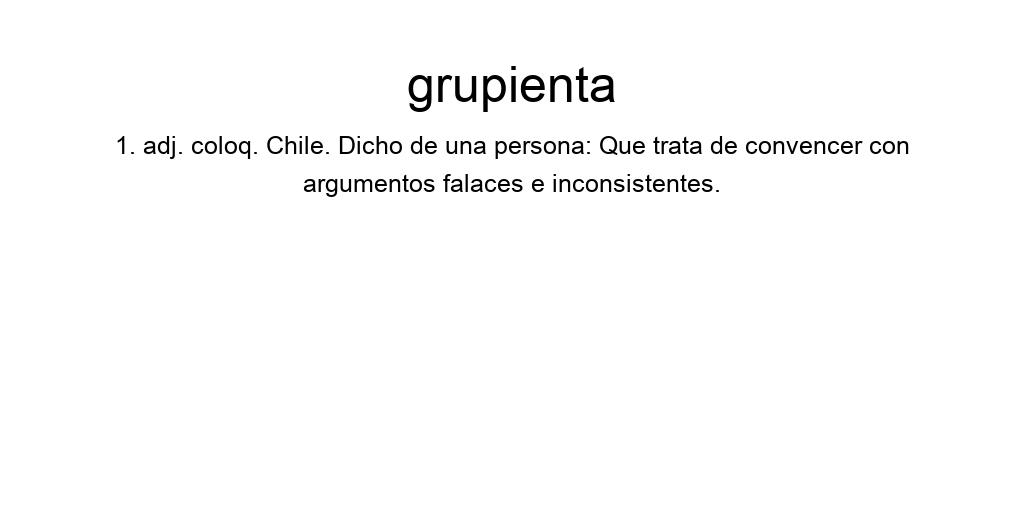 grupienta
1. adj. coloq. Chile. Dicho de una persona: Que trata de convencer con
argumentos falaces e inconsistentes.